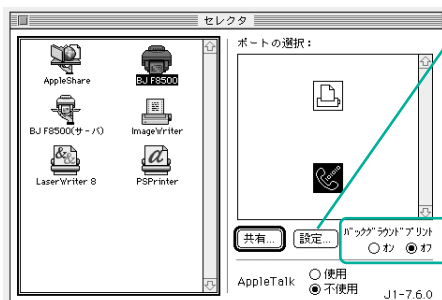 セレクタ
AppleShare
BJ F8500
BJ F8500(サーバ)
ImageWriter
LaserWriter 8
PSPrinter
ポートの選択：
共有...
設定...
バックグラウンドプリント
オン
オフ
AppleTalk
使用
不使用
J1-7.6.0